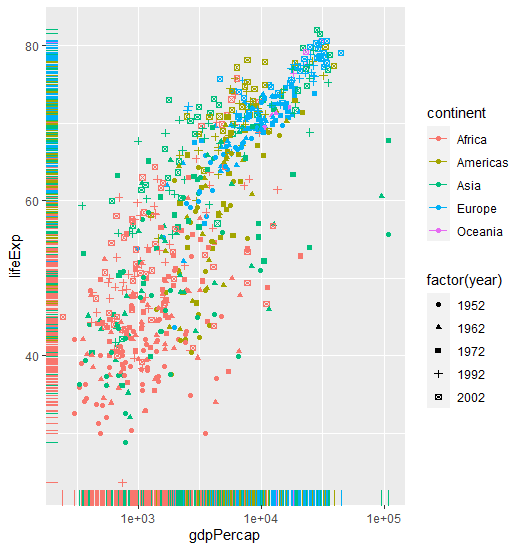 80
60
40
lifeExp
1e+03 1e+04 1e+05
gdpPercap
continent
Africa
Americas
Asia
Europe
Oceania
factor(year)
1952
1962
1972
1992
2002